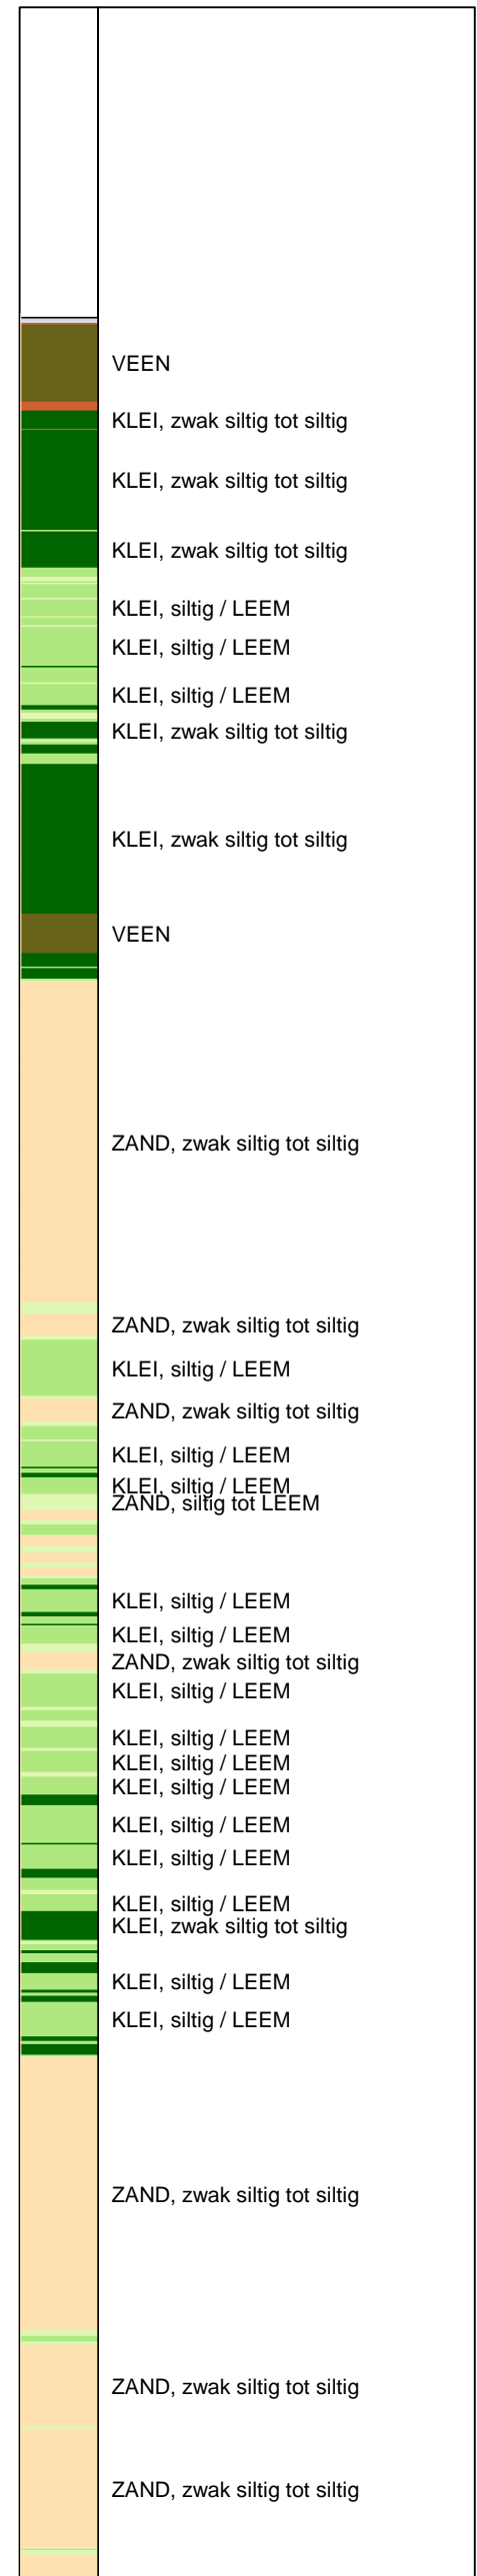 VEEN
KLEI, zwak siltig tot siltig
KLEI, zwak siltig tot siltig
KLEI, zwak siltig tot siltig
KLEI, siltig / LEEM
KLEI, siltig / LEEM
KLEI, siltig / LEEM
KLEI, zwak siltig tot siltig
KLEI, zwak siltig tot siltig
VEEN
ZAND, zwak siltig tot siltig
ZAND, zwak siltig tot siltig
KLEI, siltig / LEEM
ZAND, zwak siltig tot siltig
KLEI, siltig / LEEM
KLEI, siltig / LEEM
ZAND, siltig tot LEEM
KLEI, siltig / LEEM
KLEI, siltig / LEEM
ZAND, zwak siltig tot siltig
KLEI, siltig / LEEM
KLEI, siltig / LEEM
KLEI, siltig / LEEM
KLEI, siltig / LEEM
KLEI, siltig / LEEM
KLEI, siltig / LEEM
KLEI, siltig / LEEM
KLEI, zwak siltig tot siltig
KLEI, siltig / LEEM
KLEI, siltig / LEEM
ZAND, zwak siltig tot siltig
ZAND, zwak siltig tot siltig
ZAND, zwak siltig tot siltig